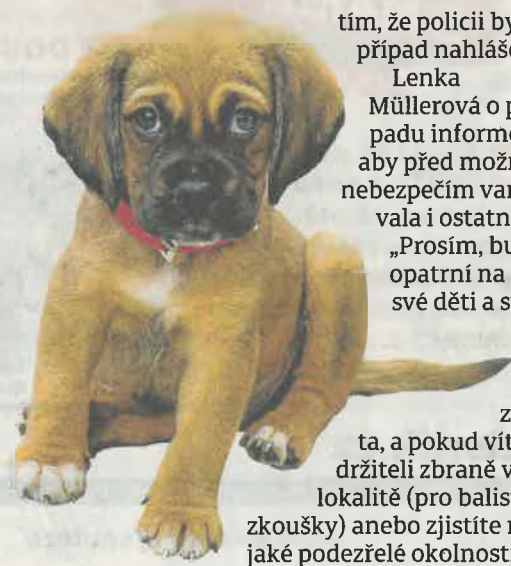 tím, že policii by
případ nahláše
Lenka
Müllerová o p
padu informo
aby před možn
nebezpečím var
vala i ostatn
„Prosím, bu
opatrní na
své děti a s
z
ta, a pokud vít
držiteli zbraně v
lokalitě (pro balis
zkoušky) anebo zjistíte n
jaké podezřelé okolnosti